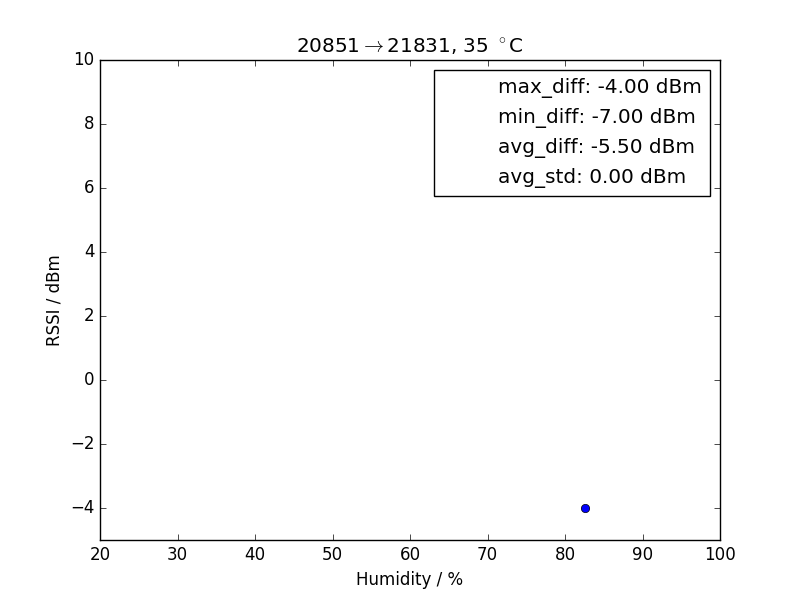 20851→21831, 35 °C
max_diff: -4.00 dBm
min_diff: -7.00 dBm
avg_diff: -5.50 dBm
avg_std: 0.00 dBm
RSSI / dBm
10
8
6
4
2
0
−2
−4
20 30 40 50 60 70 80 90 100
Humidity / %